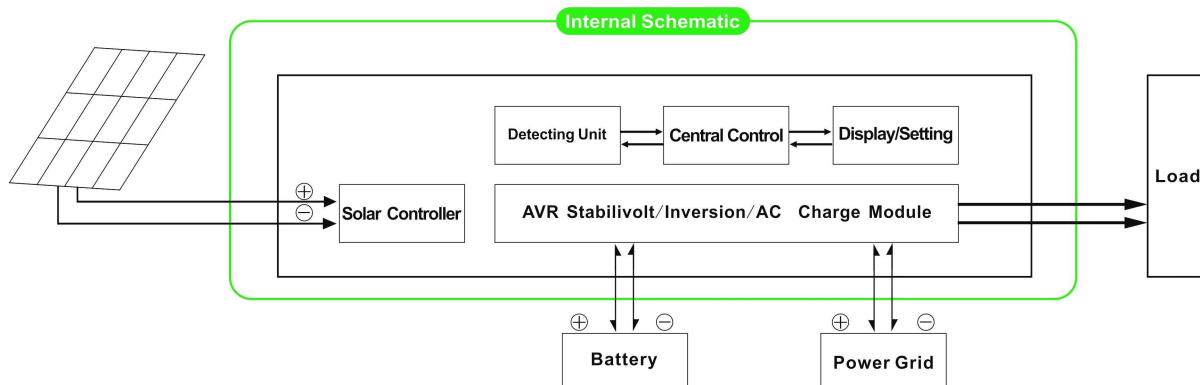 Internal Schematic
Detecting Unit
Central Control
Display/Setting
Load
+
−
Solar Controller
AVR Stabilivolt/Inversion/AC Charge Module
+
−
Battery
+
−
Power Grid